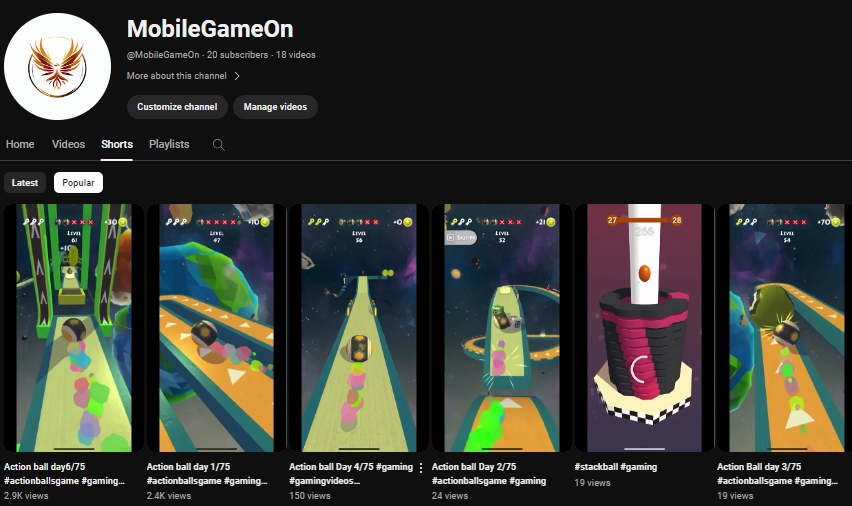 MobileGameOn
@MobileGameOn · 20 subscribers · 18 videos
More about this channel
Customize channel Manage videos
Home Videos Shorts Playlists
Latest Popular
+30
LEVEL
61
+10
LEVEL
47
+0
LEVEL
56
+21
LEVEL
52
27 28
266
+70
LEVEL
54
Action ball day6/75
#actionballsgame #gaming...
2.9K views
Action ball day 1/75
#actionballsgame #gaming...
2.4K views
Action ball Day 4/75 #gaming
#gamingvideos...
150 views
Action ball Day 2/75
#actionballsgame #gaming
24 views
#stackball #gaming
19 views
Action Ball Day 3/75
#actionballsgame #gaming...
19 views